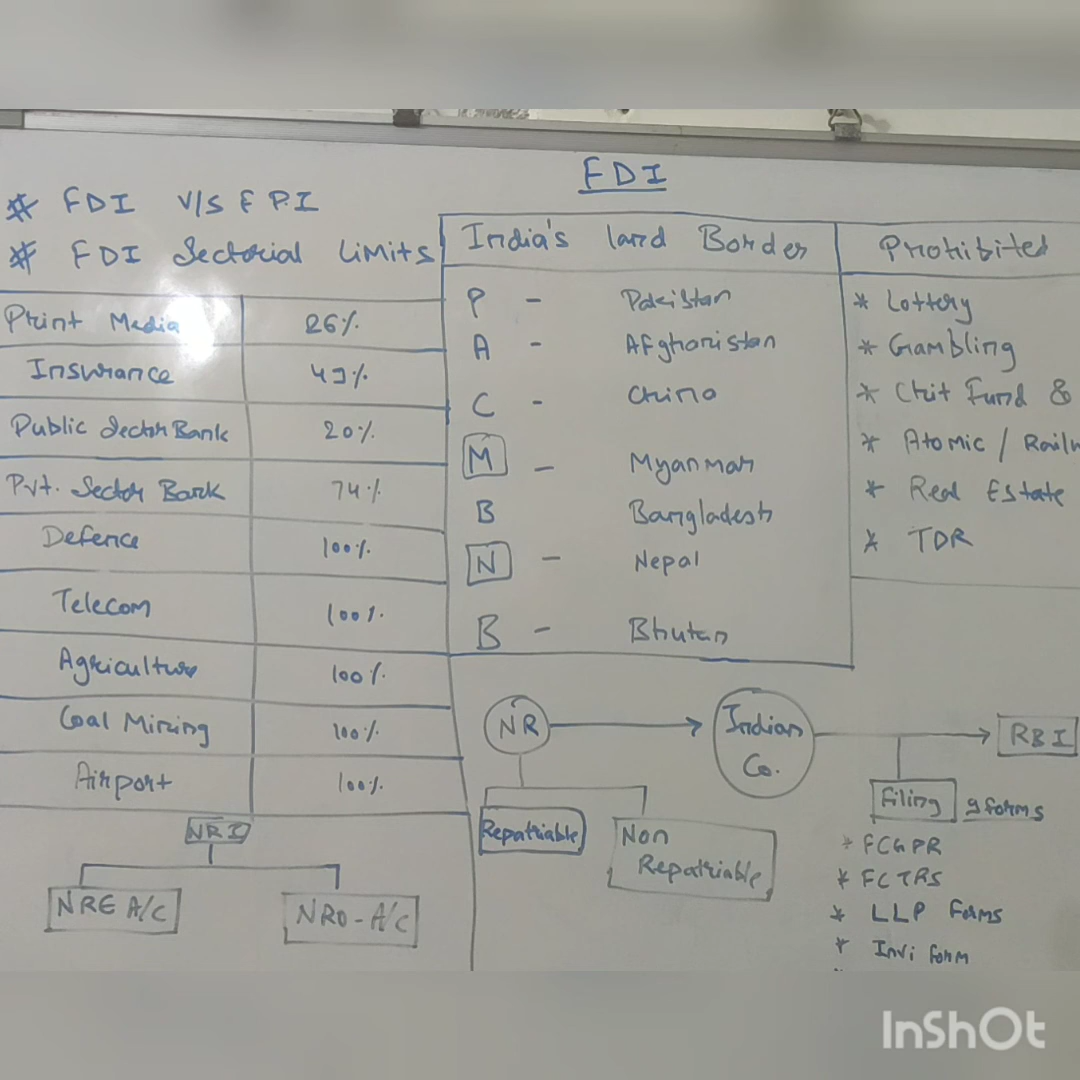 FDI
* FDI V/S FPI
* FDI Sectorial Limits
Print Media 26%
Insurance 49%
Public Sector Bank 20%
Pvt. Sector Bank 74%
Defence 100%
Telecom 100%
Agriculture 100%
Coal Mining 100%
Airport 100%
NRI
NRE A/C
NRO - A/C
India's land Border
P - Pakistan
A - Afghanistan
C - China
M - Myanmar
B Bangladesh
N - Nepal
B - Bhutan
Prohibited
* Lottery
* Gambling
* Chit Fund &
* Atomic /
* Real Estate
* TDR
NR
Repatriable
Non
Repatriable
Indian
Co.
RBI
Filing 9 forms
* FCGPR
* FCTRS
* LLP Forms
* Invi form
InShOt